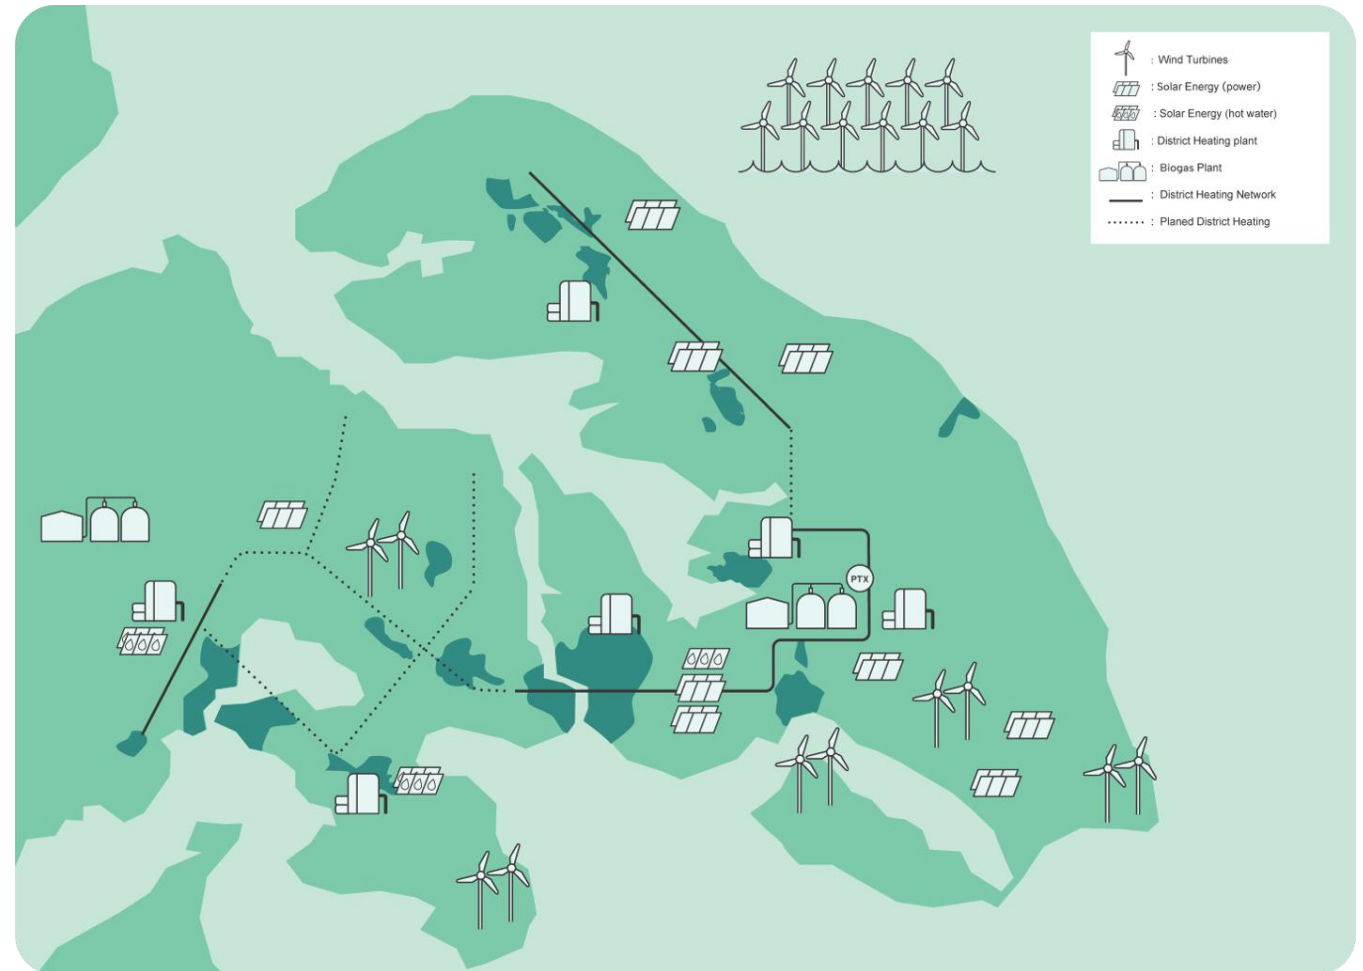 : Wind Turbines
: Solar Energy (power)
: Solar Energy (hot water)
: District Heating plant
: Biogas Plant
: District Heating Network
: Planed District Heating
PTX